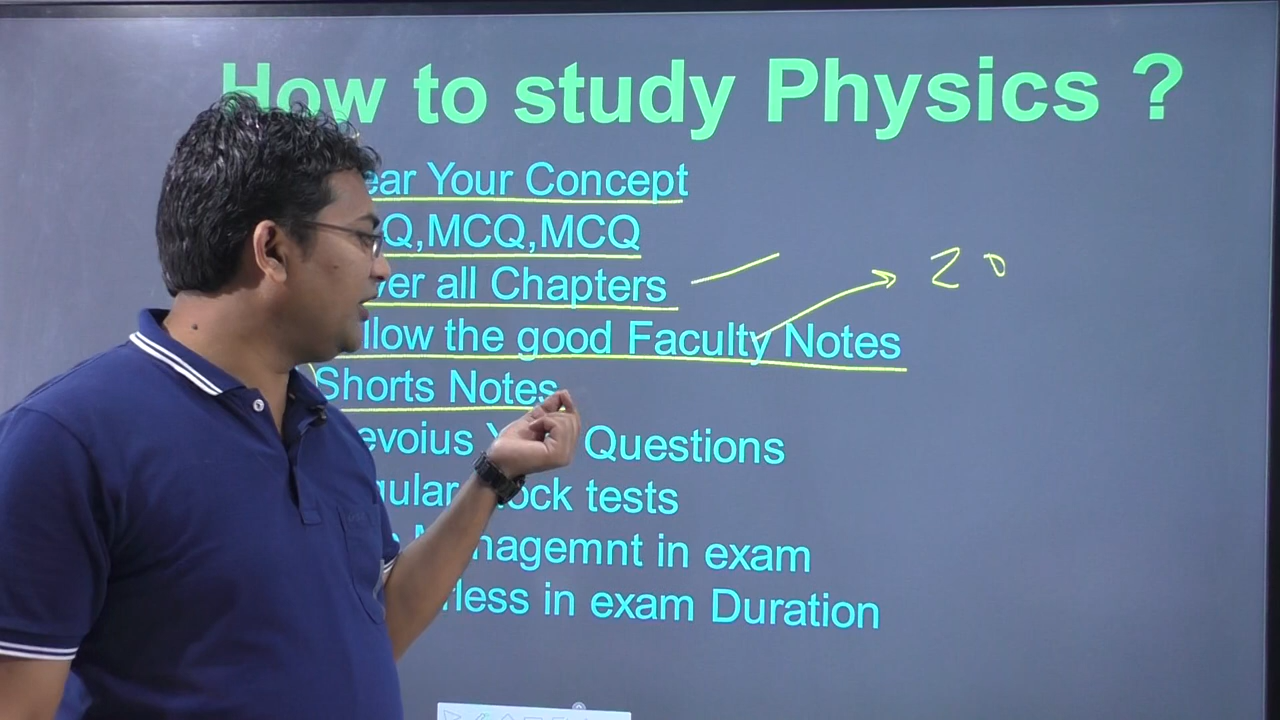 How to study Physics ?
ear Your Concept
Q,MCQ,MCQ
ver all Chapters
20
llow the good Faculty Notes
Shorts Notes
evoius Questions
gular ock tests
nagemnt in exam
rless in exam Duration